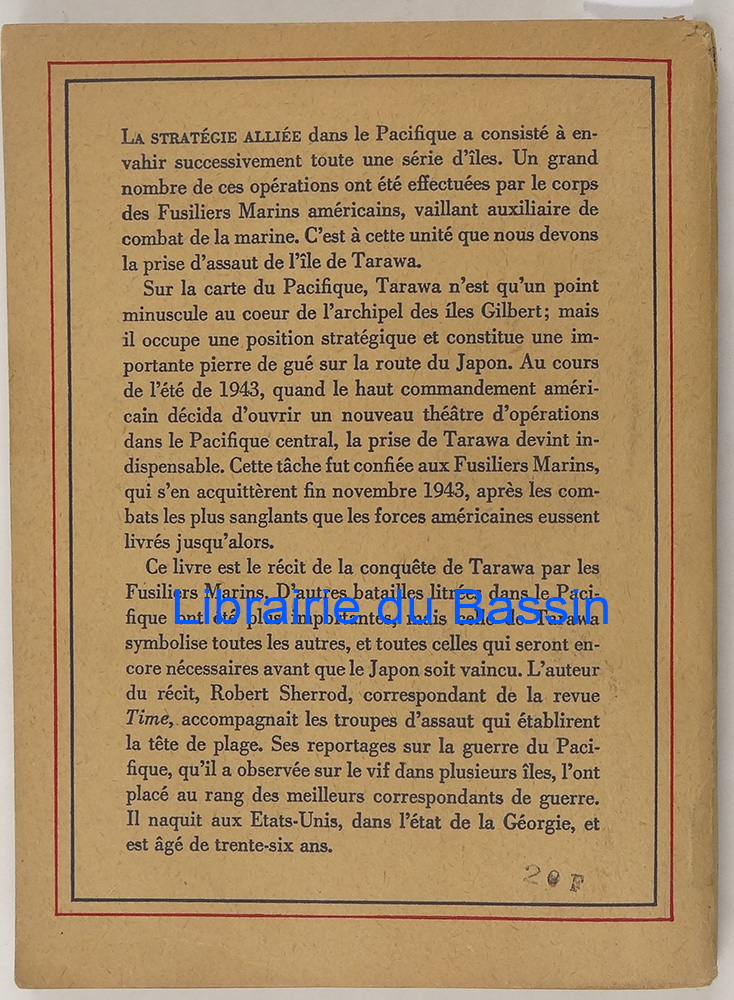 LA STRATÉGIE ALLIÉE dans le Pacifique a consisté à en-
vahir successivement toute une série d'îles. Un grand
nombre de ces opérations ont été effectuées par le corps
des Fusiliers Marins américains, vaillant auxiliaire de
combat de la marine. C'est à cette unité que nous devons
la prise d'assaut de l'île de Tarawa.
Sur la carte du Pacifique, Tarawa n'est qu'un point
minuscule au coeur de l'archipel des îles Gilbert; mais
il occupe une position stratégique et constitue une im-
portante pierre de gué sur la route du Japon. Au cours
de l'été de 1943, quand le haut commandement améri-
cain décida d'ouvrir un nouveau théâtre d'opérations
dans le Pacifique central, la prise de Tarawa devint in-
dispensable. Cette tâche fut confiée aux Fusiliers Marins,
qui s'en acquittèrent fin novembre 1943, après les com-
bats les plus sanglants que les forces américaines eussent
livrés jusqu'alors.
Ce livre est le récit de la conquête de Tarawa par les
Fusiliers Marins. D'autres batailles litrées dans le Paci-
Librairie du Bassin
fique ont été plus importantes, mais celle de Tarawa
symbolise toutes les autres, et toutes celles qui seront en-
core nécessaires avant que le Japon soit vaincu. L'auteur
du récit, Robert Sherrod, correspondant de la revue
Time, accompagnait les troupes d'assaut qui établirent
la tête de plage. Ses reportages sur la guerre du Paci-
fique, qu'il a observée sur le vif dans plusieurs îles, l'ont
placé au rang des meilleurs correspondants de guerre.
Il naquit aux Etats-Unis, dans l'état de la Géorgie, et
est âgé de trente-six ans.
20 F